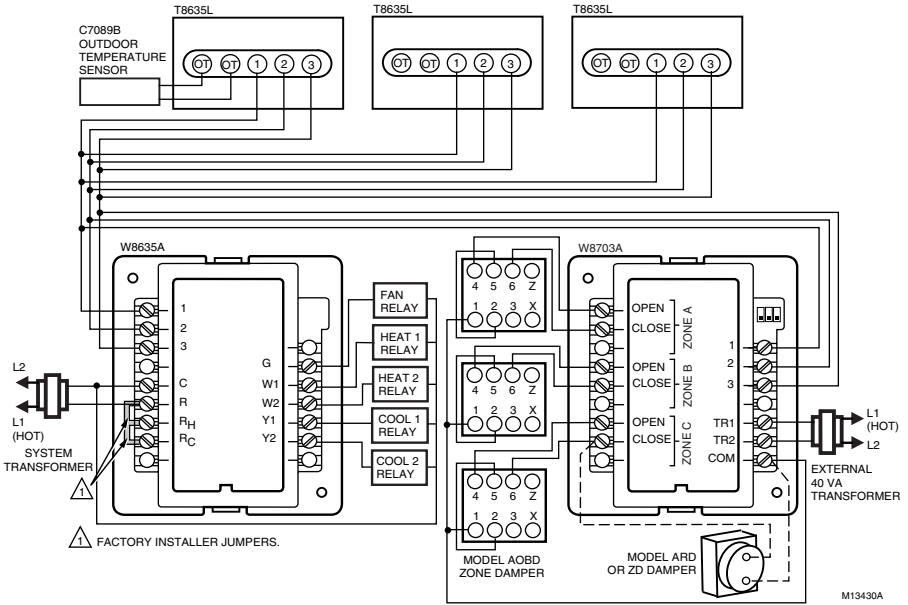 T8635L
T8635L
T8635L
C7089B
OUTDOOR
TEMPERATURE
SENSOR
OT OT 1 2 3
OT OT 1 2 3
OT OT 1 2 3
W8635A
1
2
3
C
R
RH
RC
G
W1
W2
Y1
Y2
L2
L1
(HOT)
SYSTEM
TRANSFORMER
1
1 FACTORY INSTALLER JUMPERS.
FAN
RELAY
HEAT 1
RELAY
HEAT 2
RELAY
COOL 1
RELAY
COOL 2
RELAY
4 5 6 Z
1 2 3 X
4 5 6 Z
1 2 3 X
4 5 6 Z
1 2 3 X
MODEL AOBD
ZONE DAMPER
W8703A
OPEN
CLOSE
ZONE A
OPEN
CLOSE
ZONE B
OPEN
CLOSE
ZONE C
1
2
3
TR1
TR2
COM
L1
(HOT)
L2
EXTERNAL
40 VA
TRANSFORMER
MODEL ARD
OR ZD DAMPER
M13430A